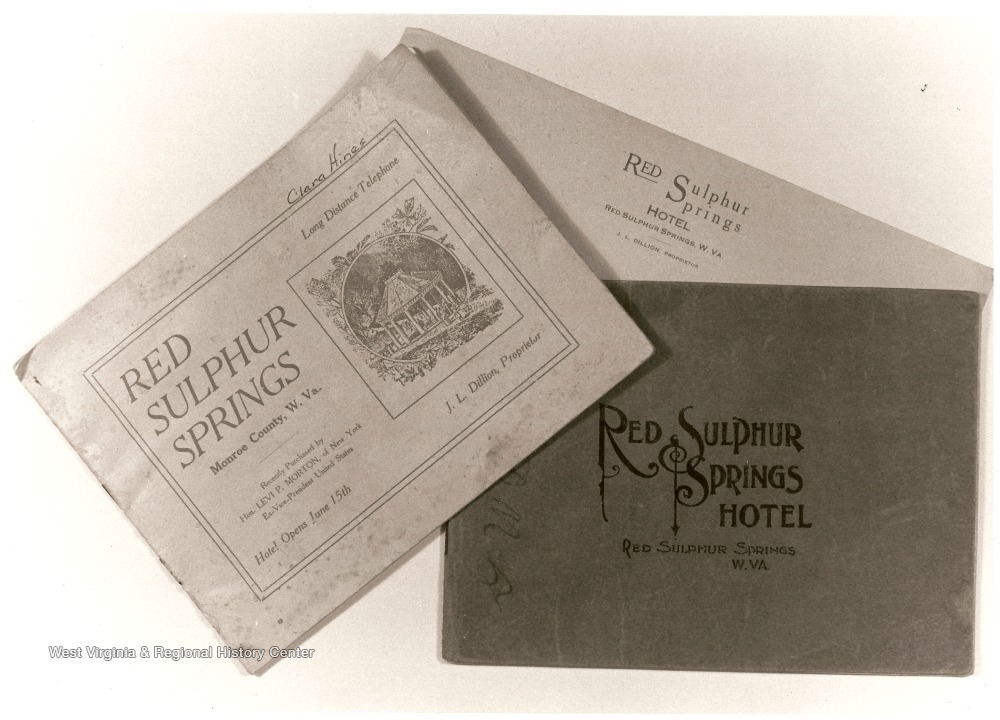 Clara Hines
Long Distance Telephone
RED
SULPHUR
SPRINGS
Monroe County, W. Va.
Recently Purchased by
Hon. LEVI P. MORTON, of New York
Ex-Vice-President United States
Hotel Opens June 15th
J. L. Dillion, Proprietor
RED Sulphur
Springs
HOTEL
RED SULPHUR SPRINGS, W. VA.
J. L. DILLION, PROPRIETOR
RED SULPHUR
SPRINGS
HOTEL
RED SULPHUR SPRINGS
W. VA.
West Virginia & Regional History Center